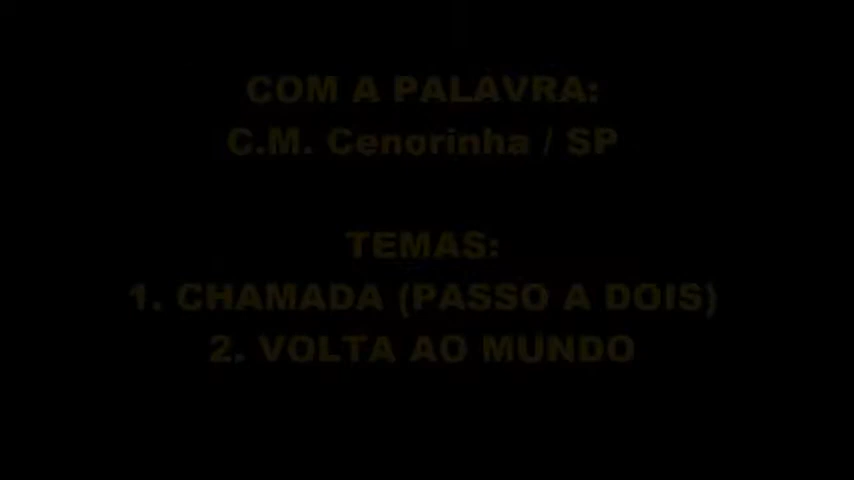 COM A PALAVRA:
C.M. Cenorinha / SP
TEMAS:
1. CHAMADA (PASSO A DOIS)
2. VOLTA AO MUNDO